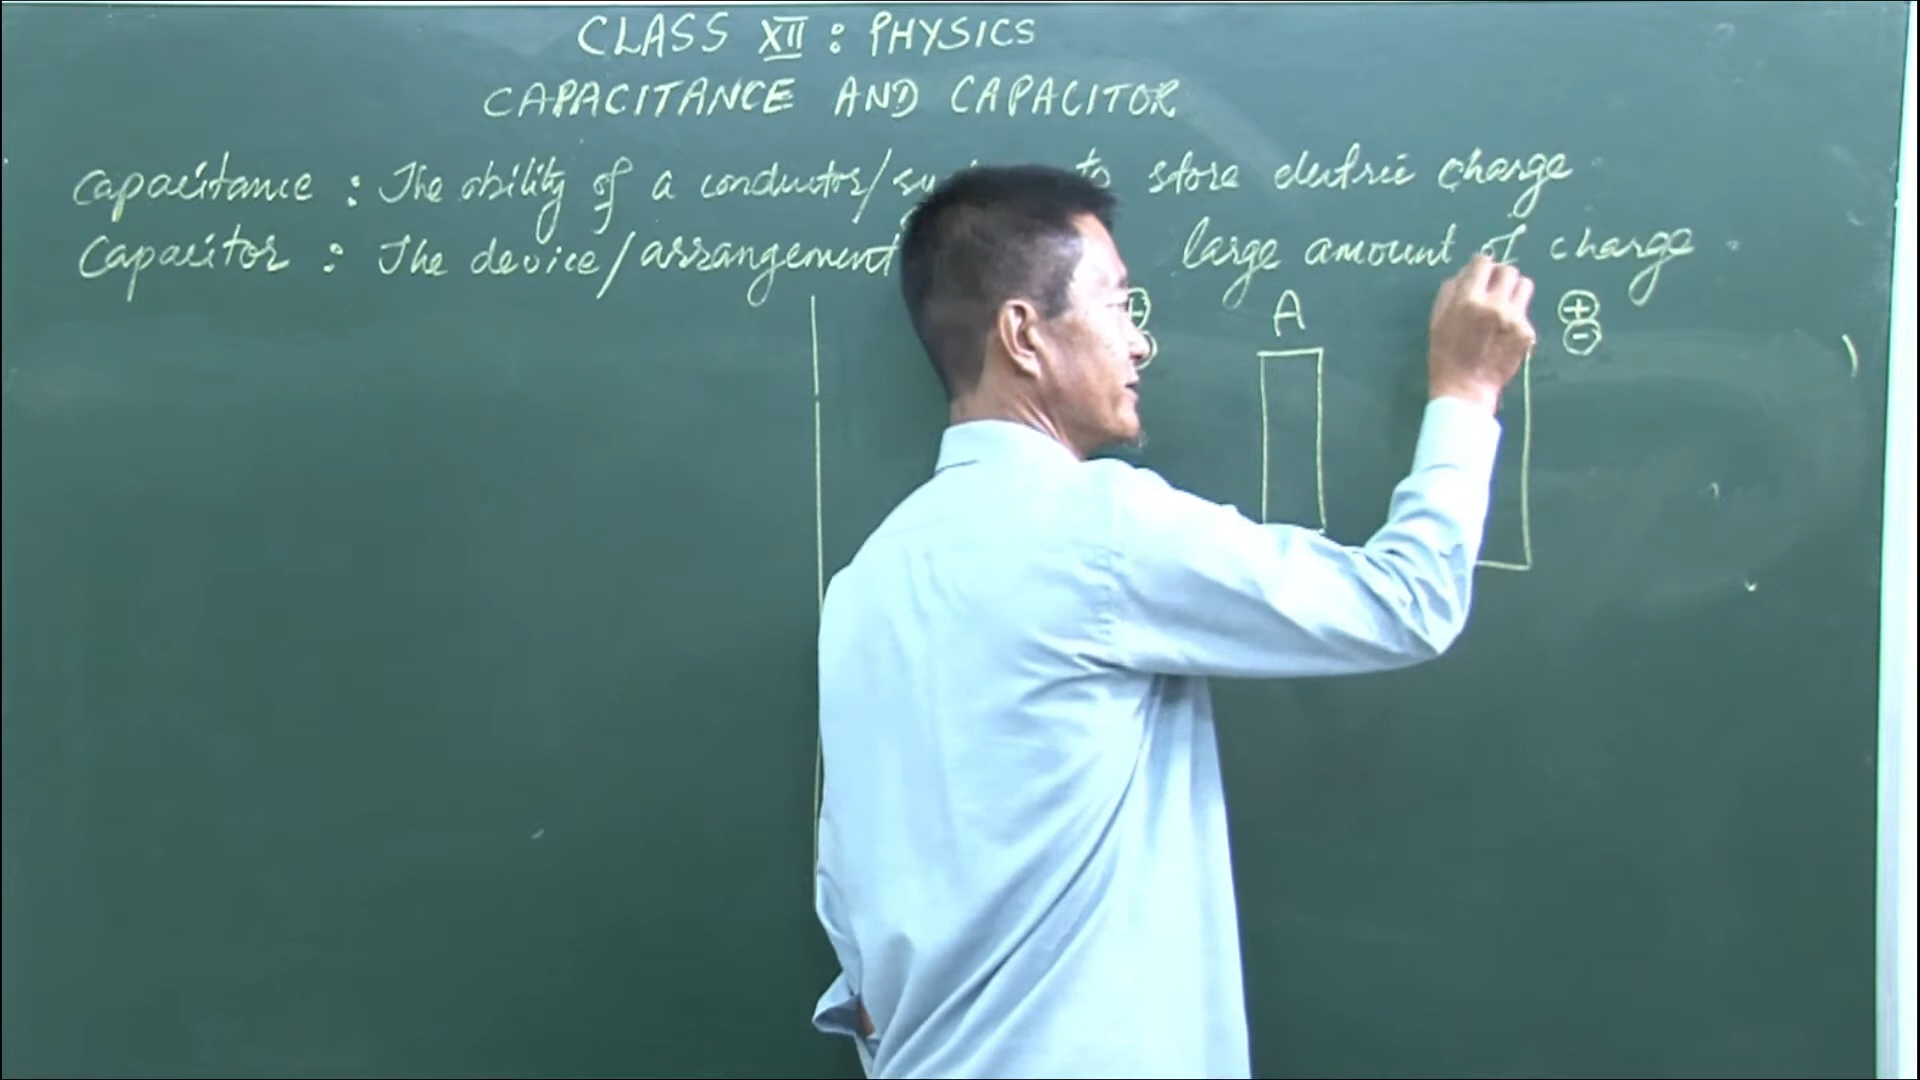 CLASS XII : PHYSICS
CAPACITANCE AND CAPACITOR
Capacitance : The ability of a conductor/ to store electric charge
Capacitor : The device/arrangement large amount of charge
A
+
-
+